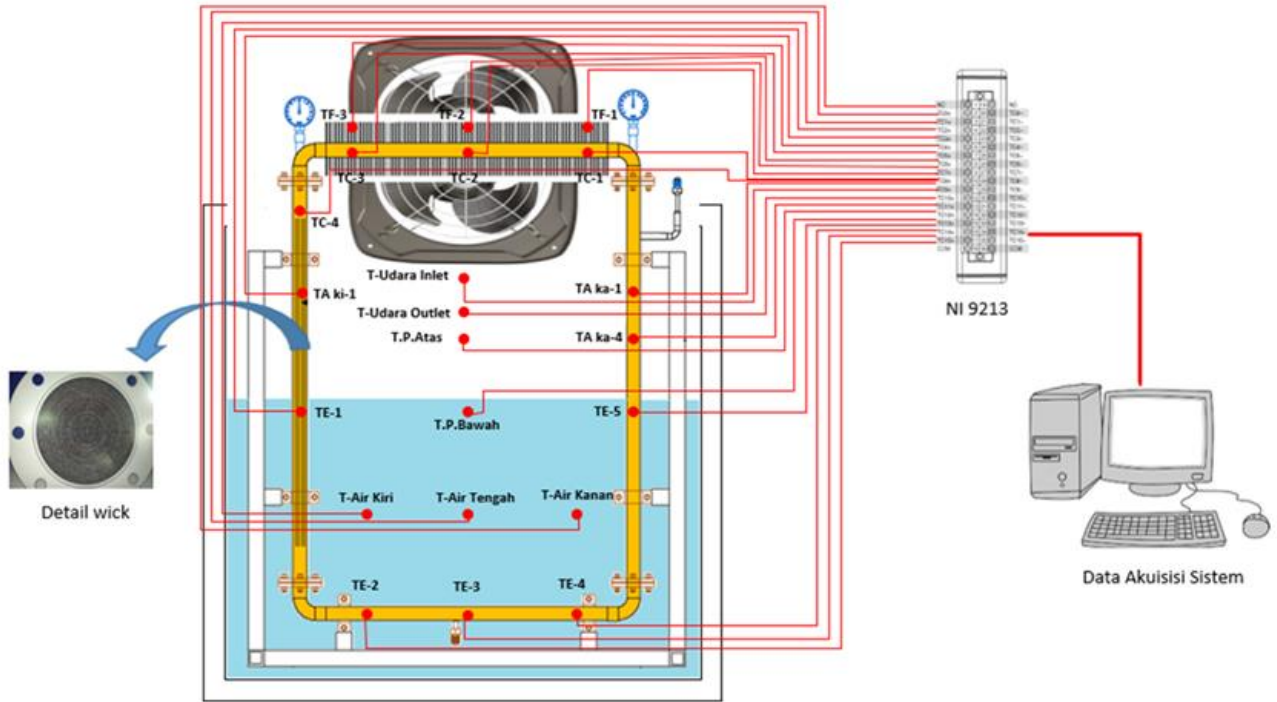 TF-3
TF-2
TF-1
TC-3
TC-2
TC-1
TC-4
T-Udara Inlet
TA ki-1
TA ka-1
T-Udara Outlet
T.P.Atas
TA ka-4
NI 9213
TE-1
TE-5
T.P.Bawah
T-Air Kiri
T-Air Tengah
T-Air Kanan
Detail wick
TE-2
TE-3
TE-4
Data Akuisisi Sistem